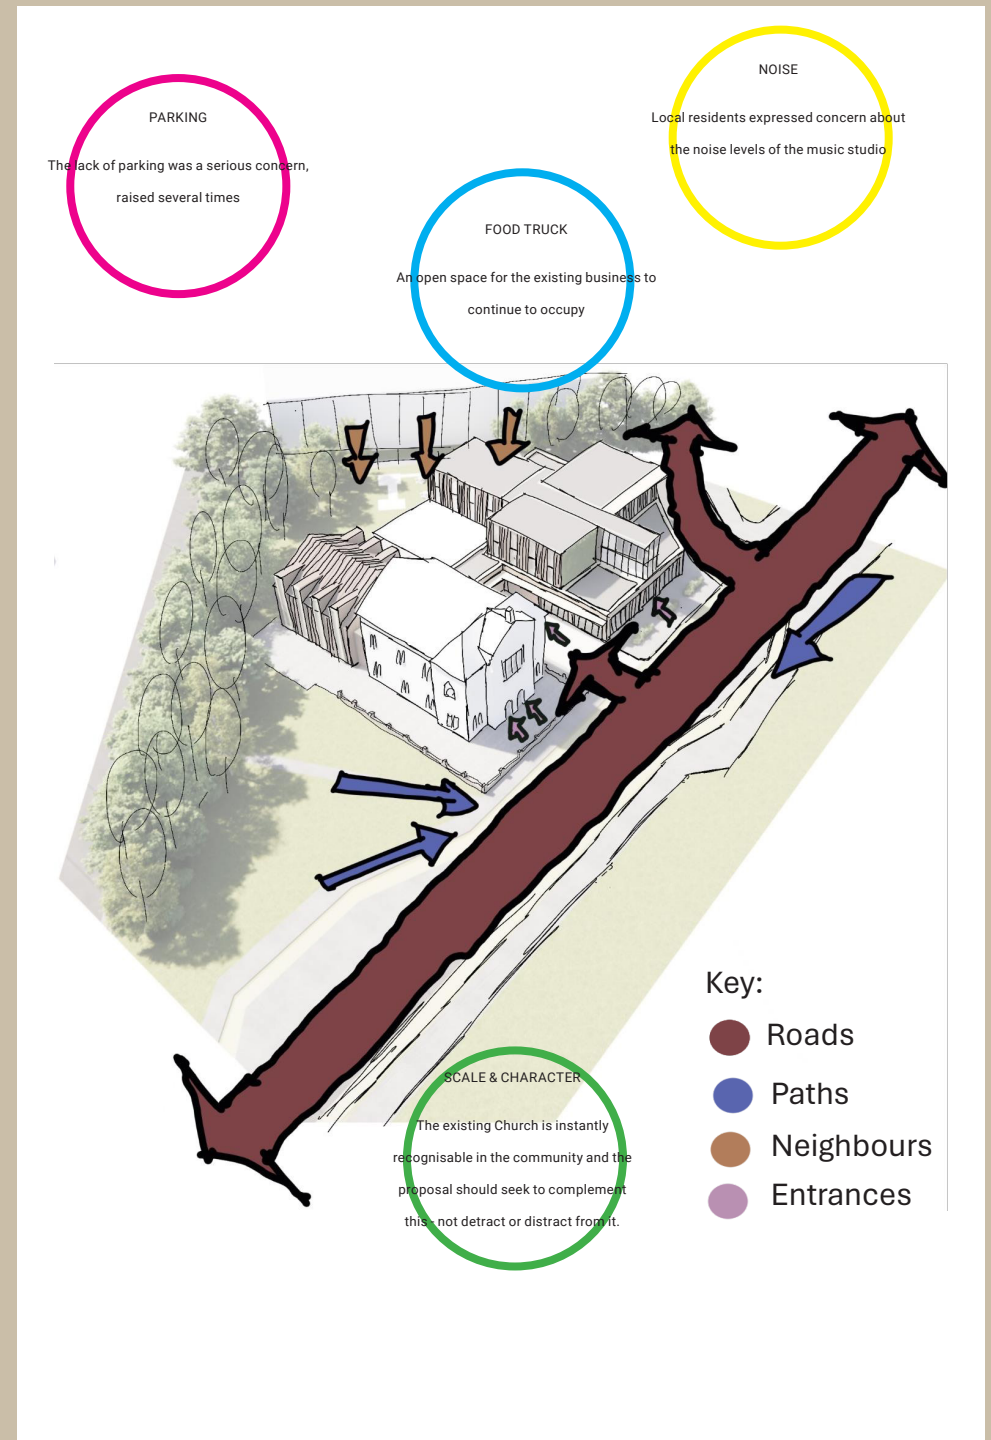 NOISE
Local residents expressed concern about
the noise levels of the music studio
PARKING
The lack of parking was a serious concern,
raised several times
FOOD TRUCK
An open space for the existing business to
continue to occupy
Key:
Roads
Paths
Neighbours
Entrances
SCALE & CHARACTER
The existing Church is instantly
recognisable in the community and the
proposal should seek to complement
this - not detract or distract from it.